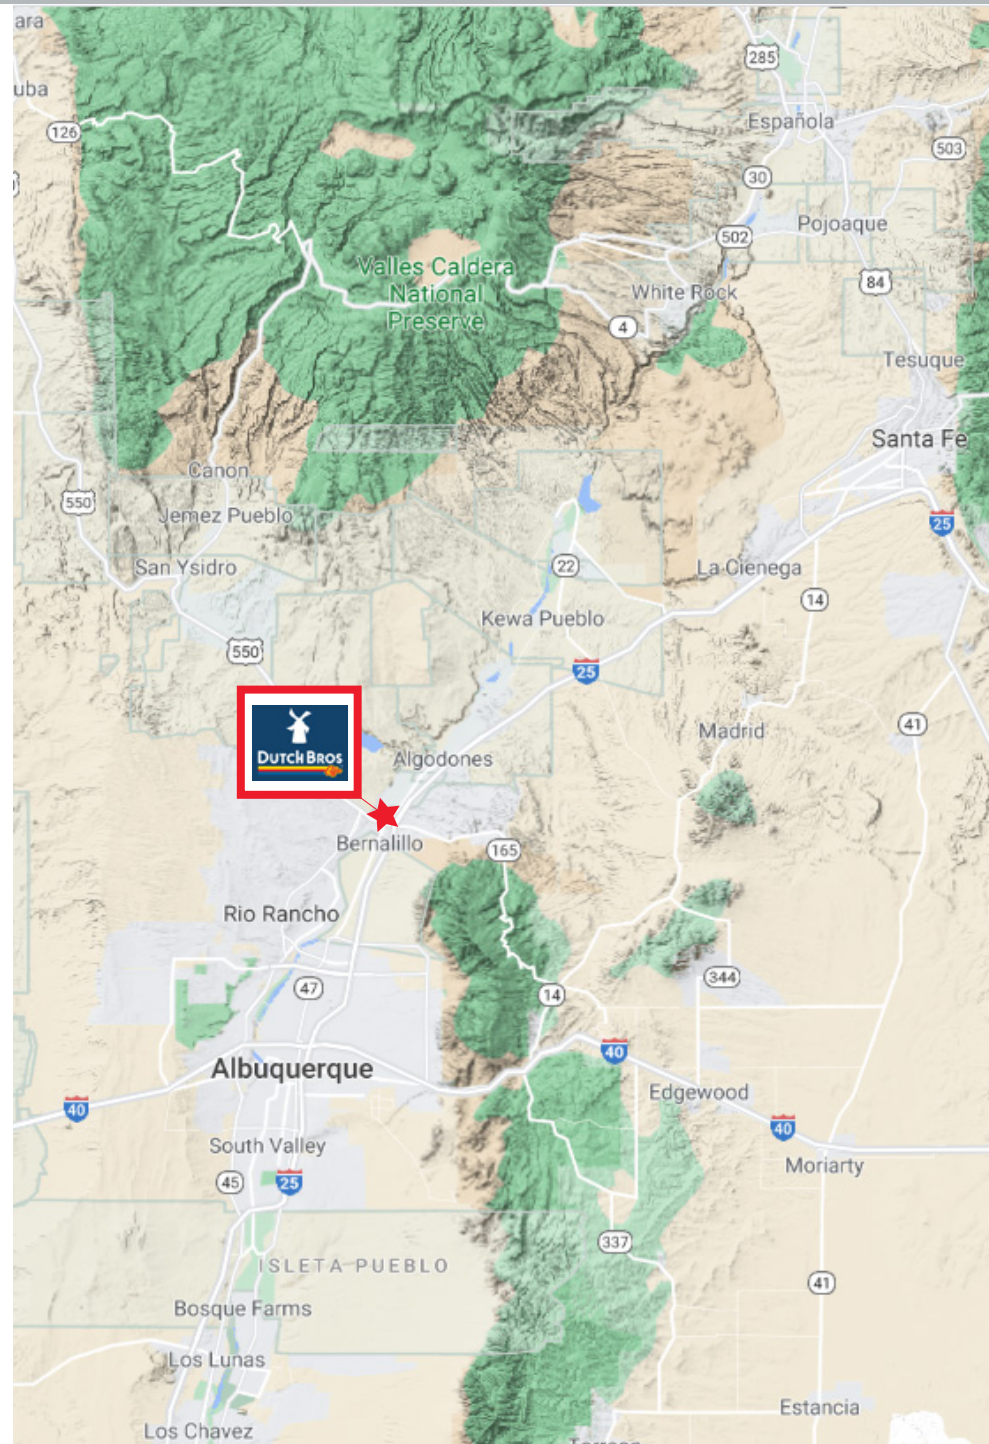 ara
285
uba
Española
126
503
30
Pojoaque
502
Valles Caldera
National
Preserve
84
White Rock
4
Tesuque
Santa Fe
Canon
550
Jemez Pueblo
25
San Ysidro
22
La Cienega
14
Kewa Pueblo
550
25
41
Madrid
DUTCH BROS
Algodones
Bernalillo
165
Rio Rancho
344
47
14
40
Albuquerque
Edgewood
40
40
South Valley
Moriarty
45
25
337
ISLETA PUEBLO
41
Bosque Farms
Los Lunas
Estancia
Los Chavez